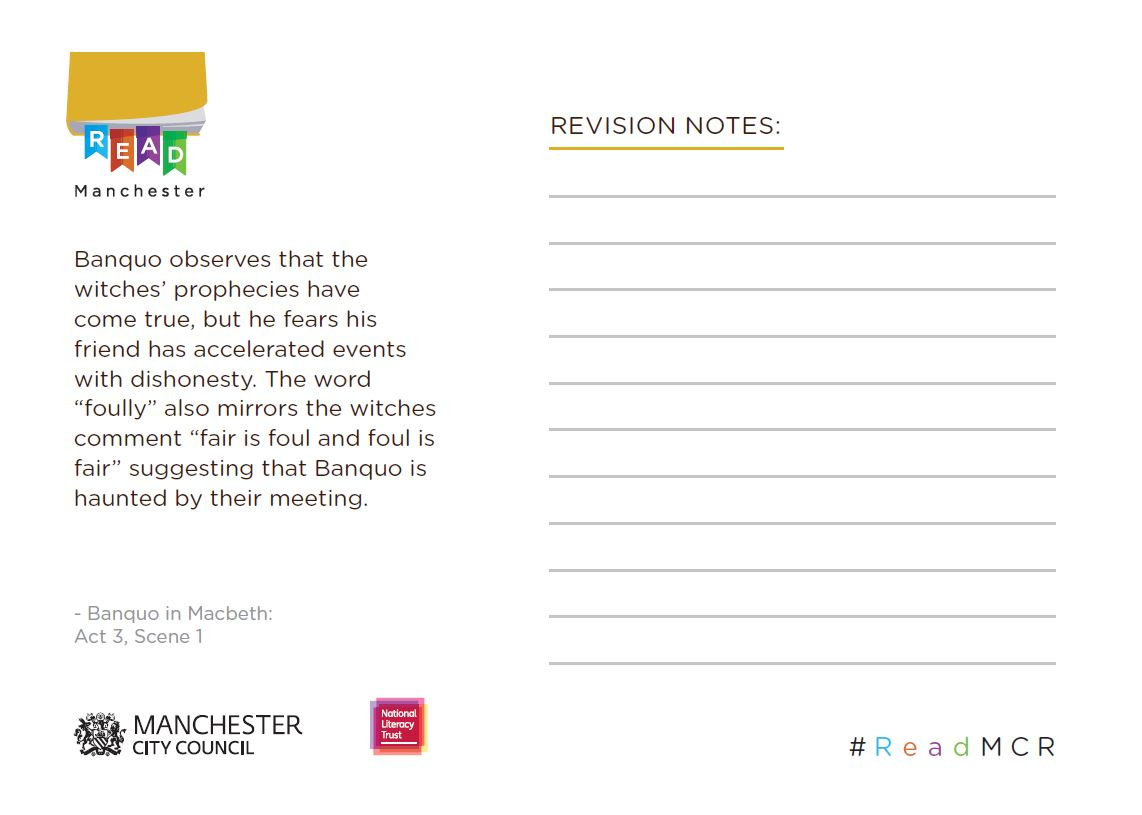 READ
Manchester
Banquo observes that the
witches’ prophecies have
come true, but he fears his
friend has accelerated events
with dishonesty. The word
“foully” also mirrors the witches
comment “fair is foul and foul is
fair” suggesting that Banquo is
haunted by their meeting.
- Banquo in Macbeth:
Act 3, Scene 1
MANCHESTER
CITY COUNCIL
National
Literacy
Trust
REVISION NOTES:
#ReadMCR